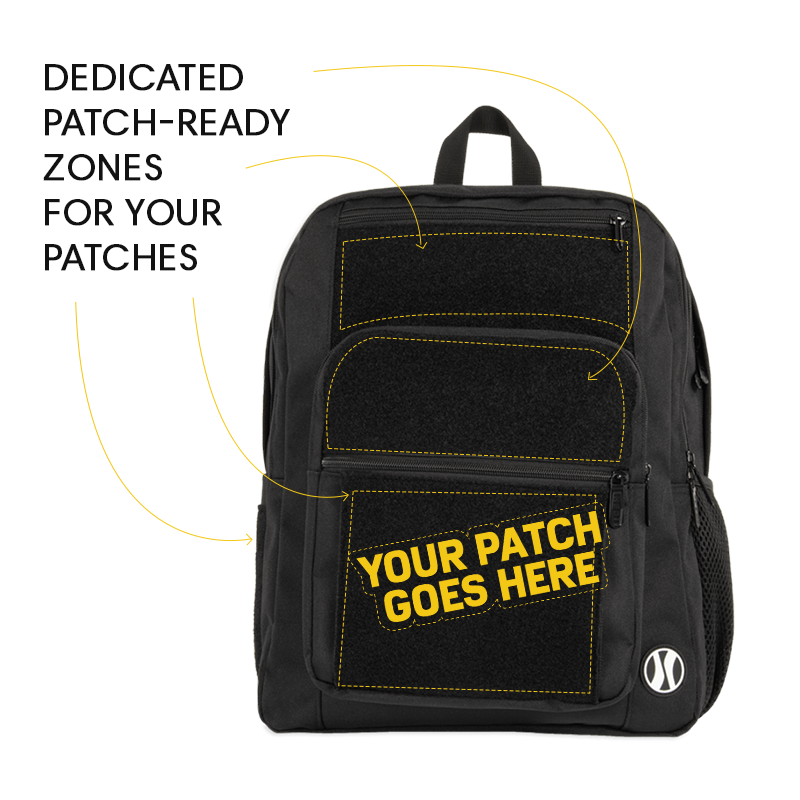 DEDICATED
PATCH-READY
ZONES
FOR YOUR
PATCHES
YOUR PATCH
GOES HERE